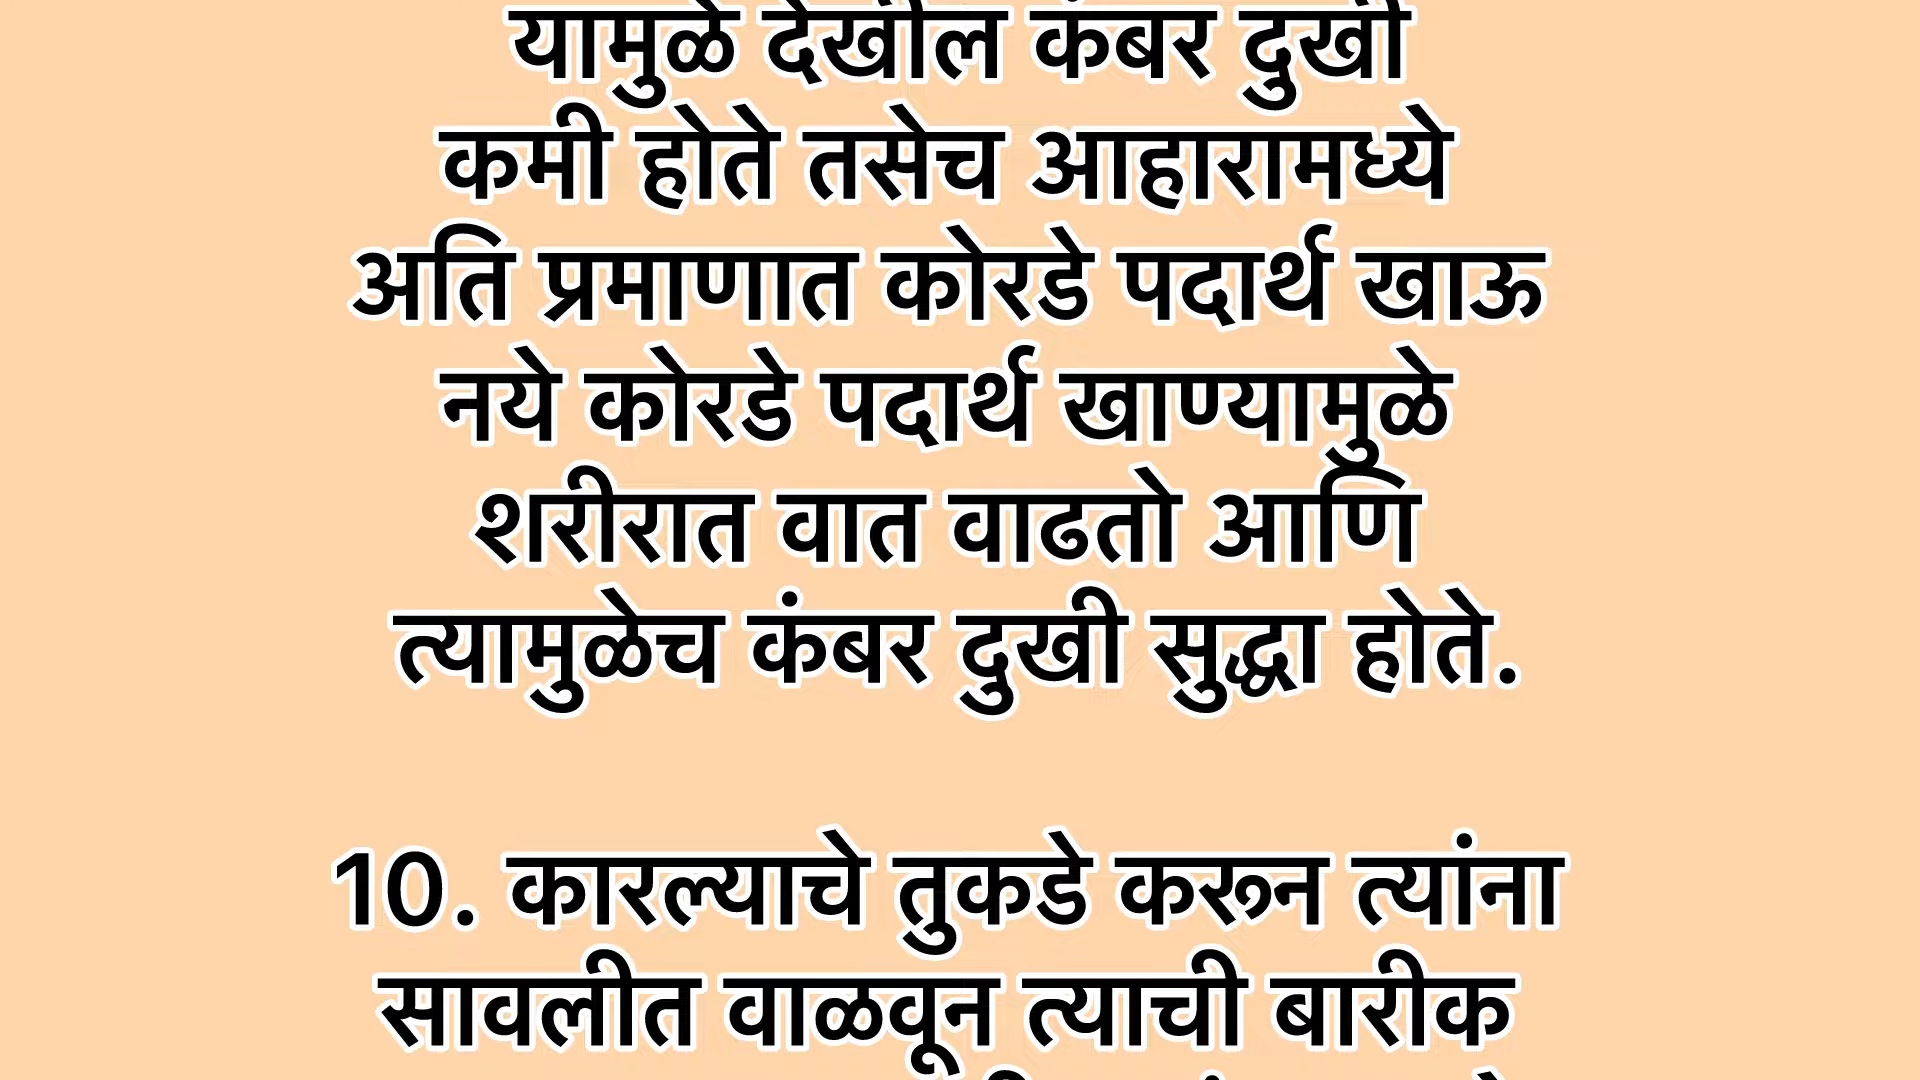 यामुळे देखील कंबर दुखी
कमी होते तसेच आहारामध्ये
अति प्रमाणात कोरडे पदार्थ खाऊ
नये कोरडे पदार्थ खाण्यामुळे
शरीरात वात वाढतो आणि
त्यामुळेच कंबर दुखी सुद्धा होते.
10. कारल्याचे तुकडे करून त्यांना
सावलीत वाळवून त्याची बारीक